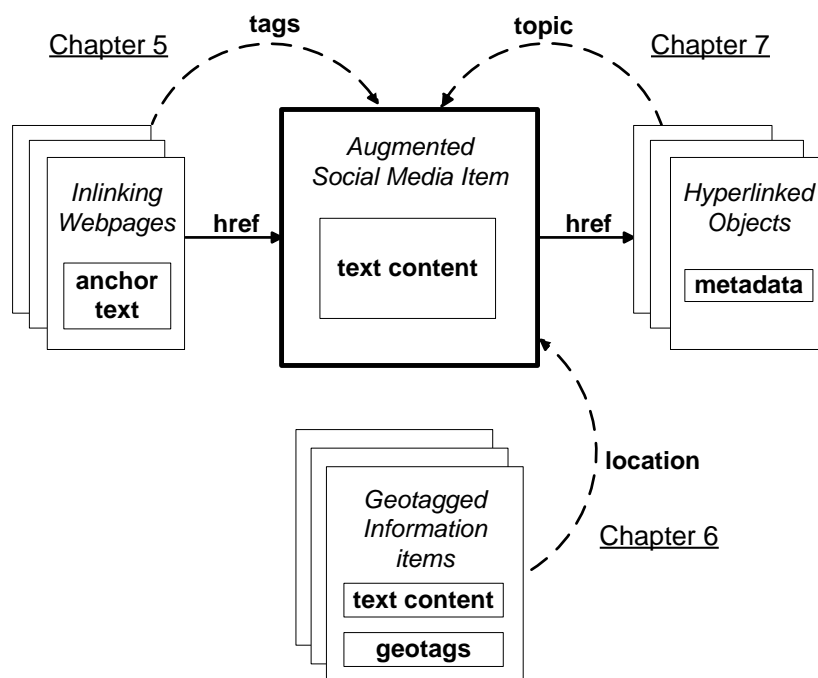 tags
topic
Chapter 5
Chapter 7
Inlinking
Webpages
anchor
text
href
Augmented
Social Media Item
text content
href
Hyperlinked
Objects
metadata
location
Chapter 6
Geotagged
Information
items
text content
geotags